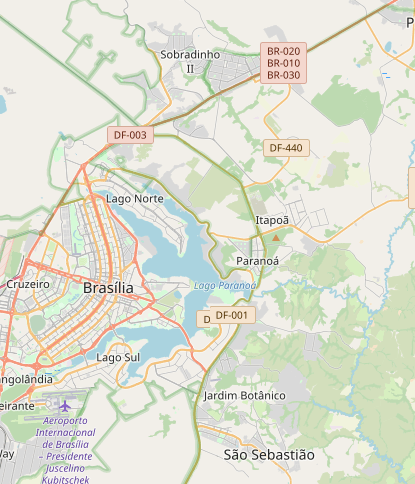 P
Sobradinho
II
BR-020
BR-010
BR-030
DF-003
DF-440
Lago Norte
Itapoã
Paranoá
Cruzeiro
Brasília
Lago Paranoá
D
DF-001
Lago Sul
angolândia
eirante
Jardim Botânico
Aeroporto
Internacional
de Brasília
– Presidente
Juscelino
Kubitschek
Way
São Sebastião